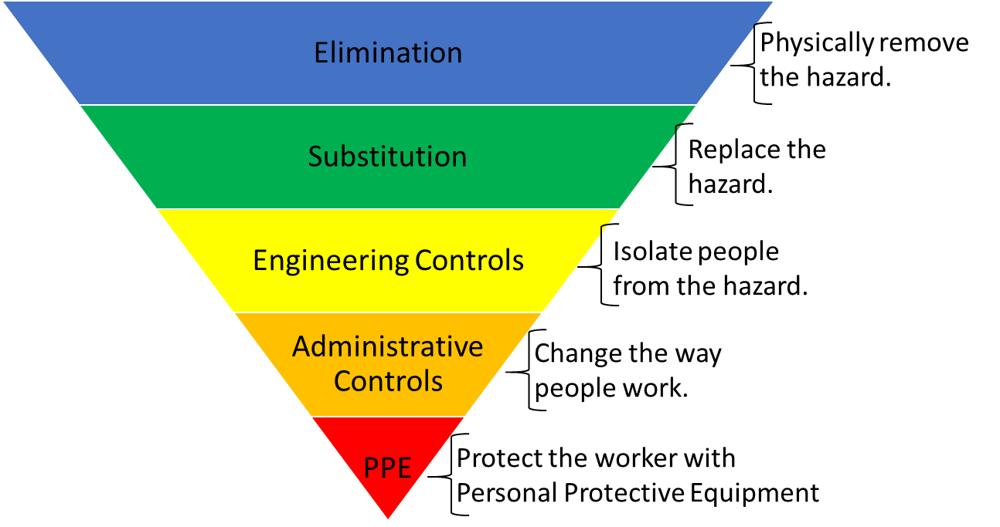 Elimination
Physically remove
the hazard.
Substitution
Replace the
hazard.
Engineering Controls
Isolate people
from the hazard.
Administrative
Controls
Change the way
people work.
PPE
Protect the worker with
Personal Protective Equipment